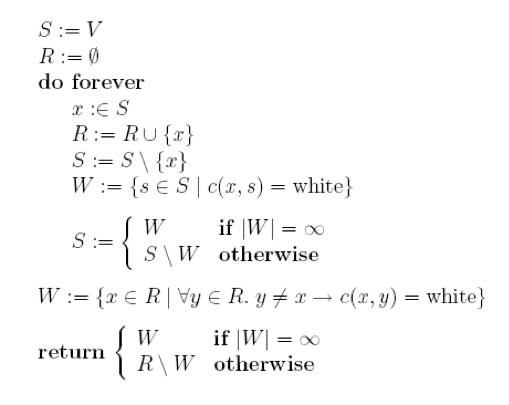 S := V
R := ∅
do forever
x :∈ S
R := R ∪ {x}
S := S \ {x}
W := {s ∈ S | c(x, s) = white}
S := { W if |W| = ∞
S \ W otherwise
W := {x ∈ R | ∀y ∈ R. y ≠ x → c(x, y) = white}
return { W if |W| = ∞
R \ W otherwise